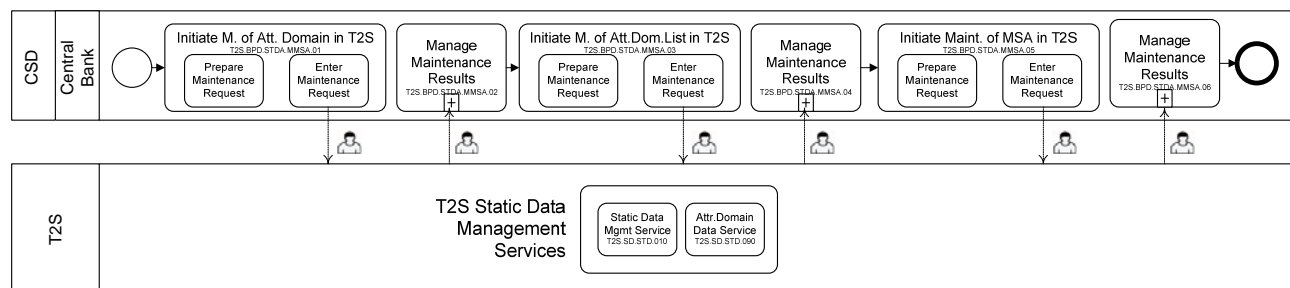 CSD
Central
Bank
Initiate M. of Att. Domain in T2S
T2S.BPD.STDA.MMSA.01
Prepare
Maintenance
Request
Enter
Maintenance
Request
Manage
Maintenance
Results
T2S.BPD.STDA.MMSA.02
Initiate M. of Att.Dom.List in T2S
T2S.BPD.STDA.MMSA.03
Prepare
Maintenance
Request
Enter
Maintenance
Request
Manage
Maintenance
Results
T2S.BPD.STDA.MMSA.04
Initiate Maint. of MSA in T2S
T2S.BPD.STDA.MMSA.05
Prepare
Maintenance
Request
Enter
Maintenance
Request
Manage
Maintenance
Results
T2S.BPD.STDA.MMSA.06
T2S
T2S Static Data
Management
Services
Static Data
Mgmt Service
T2S.SD.STD.010
Attr.Domain
Data Service
T2S.SD.STD.090